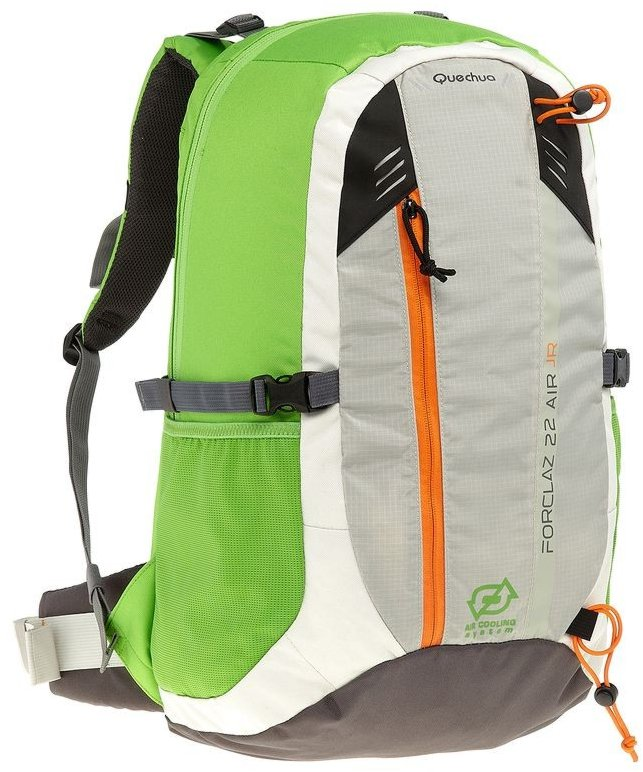 Quechua
FORCLAZ 22 AIR JR
AIR COOLING
system